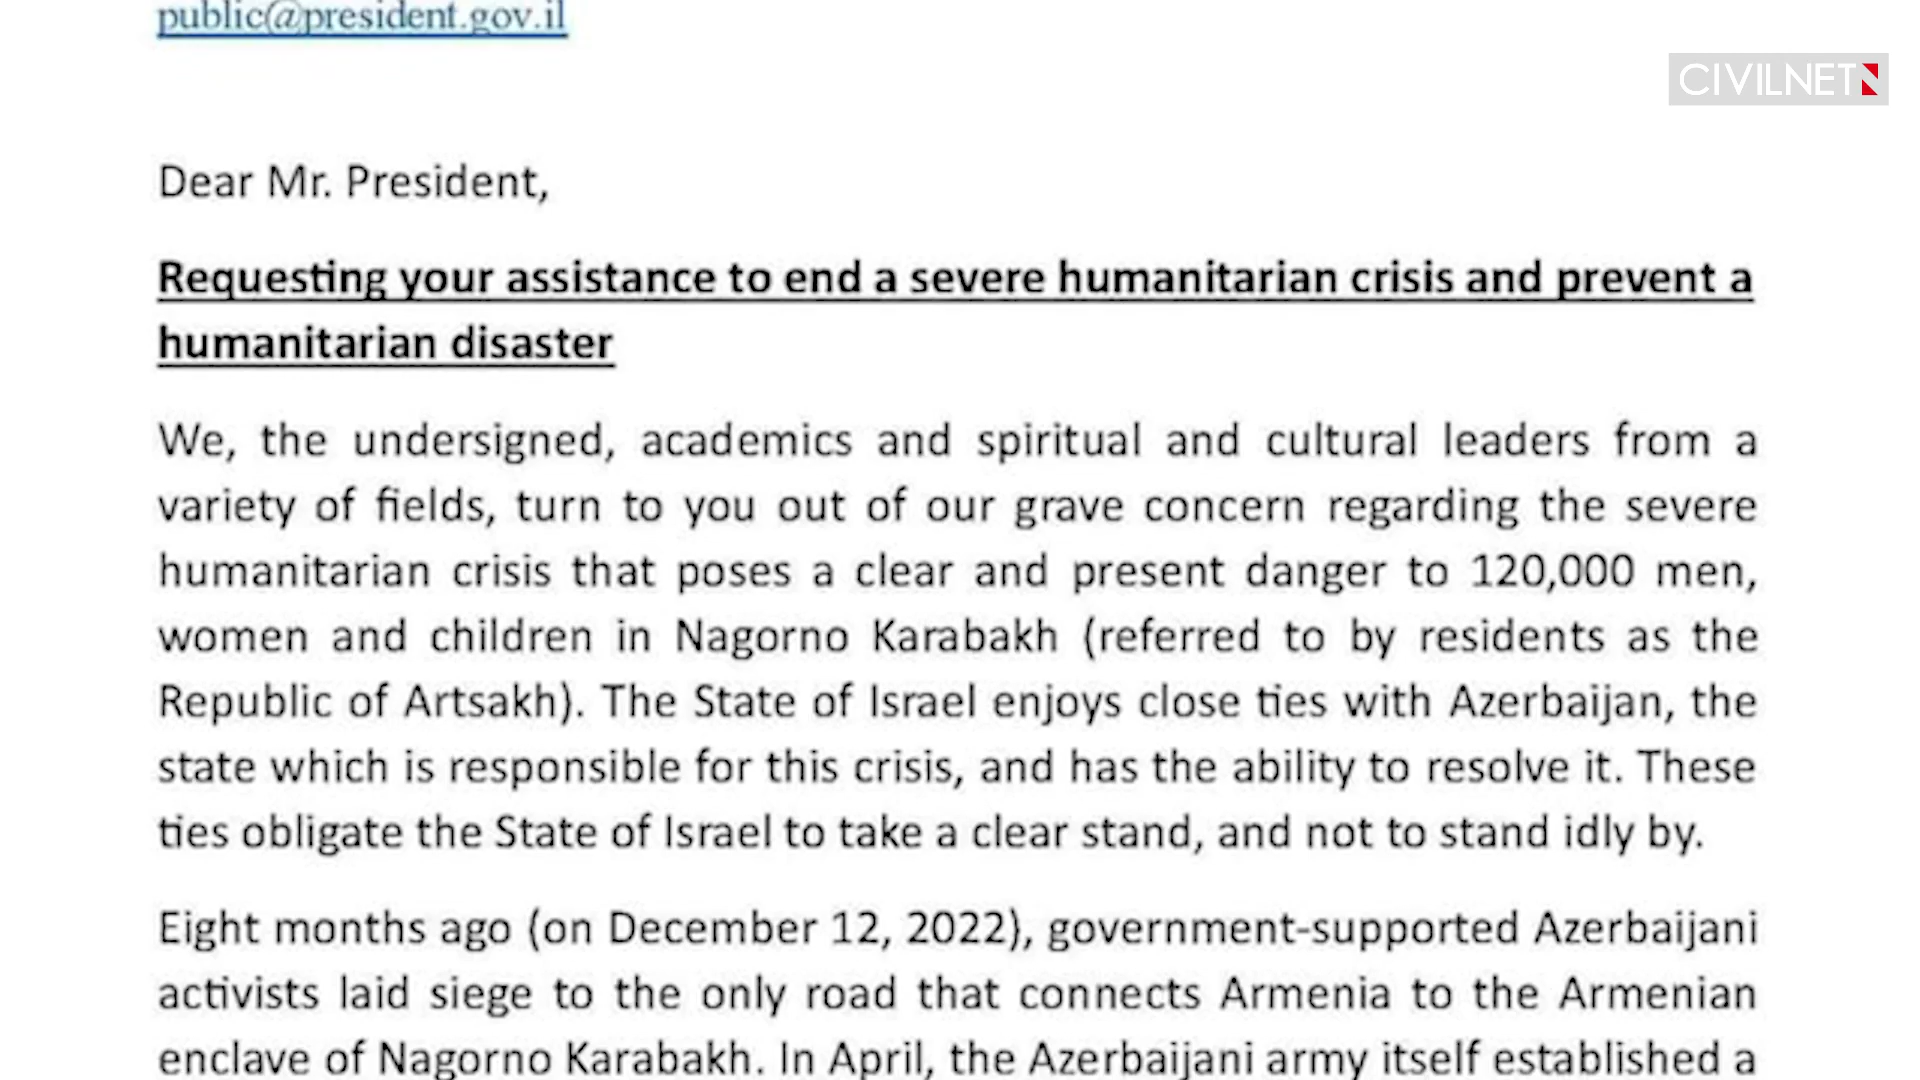 public@president.gov.il
CIVILNET
Dear Mr. President,
Requesting your assistance to end a severe humanitarian crisis and prevent a
humanitarian disaster
We, the undersigned, academics and spiritual and cultural leaders from a
variety of fields, turn to you out of our grave concern regarding the severe
humanitarian crisis that poses a clear and present danger to 120,000 men,
women and children in Nagorno Karabakh (referred to by residents as the
Republic of Artsakh). The State of Israel enjoys close ties with Azerbaijan, the
state which is responsible for this crisis, and has the ability to resolve it. These
ties obligate the State of Israel to take a clear stand, and not to stand idly by.
Eight months ago (on December 12, 2022), government-supported Azerbaijani
activists laid siege to the only road that connects Armenia to the Armenian
enclave of Nagorno Karabakh. In April, the Azerbaijani army itself established a